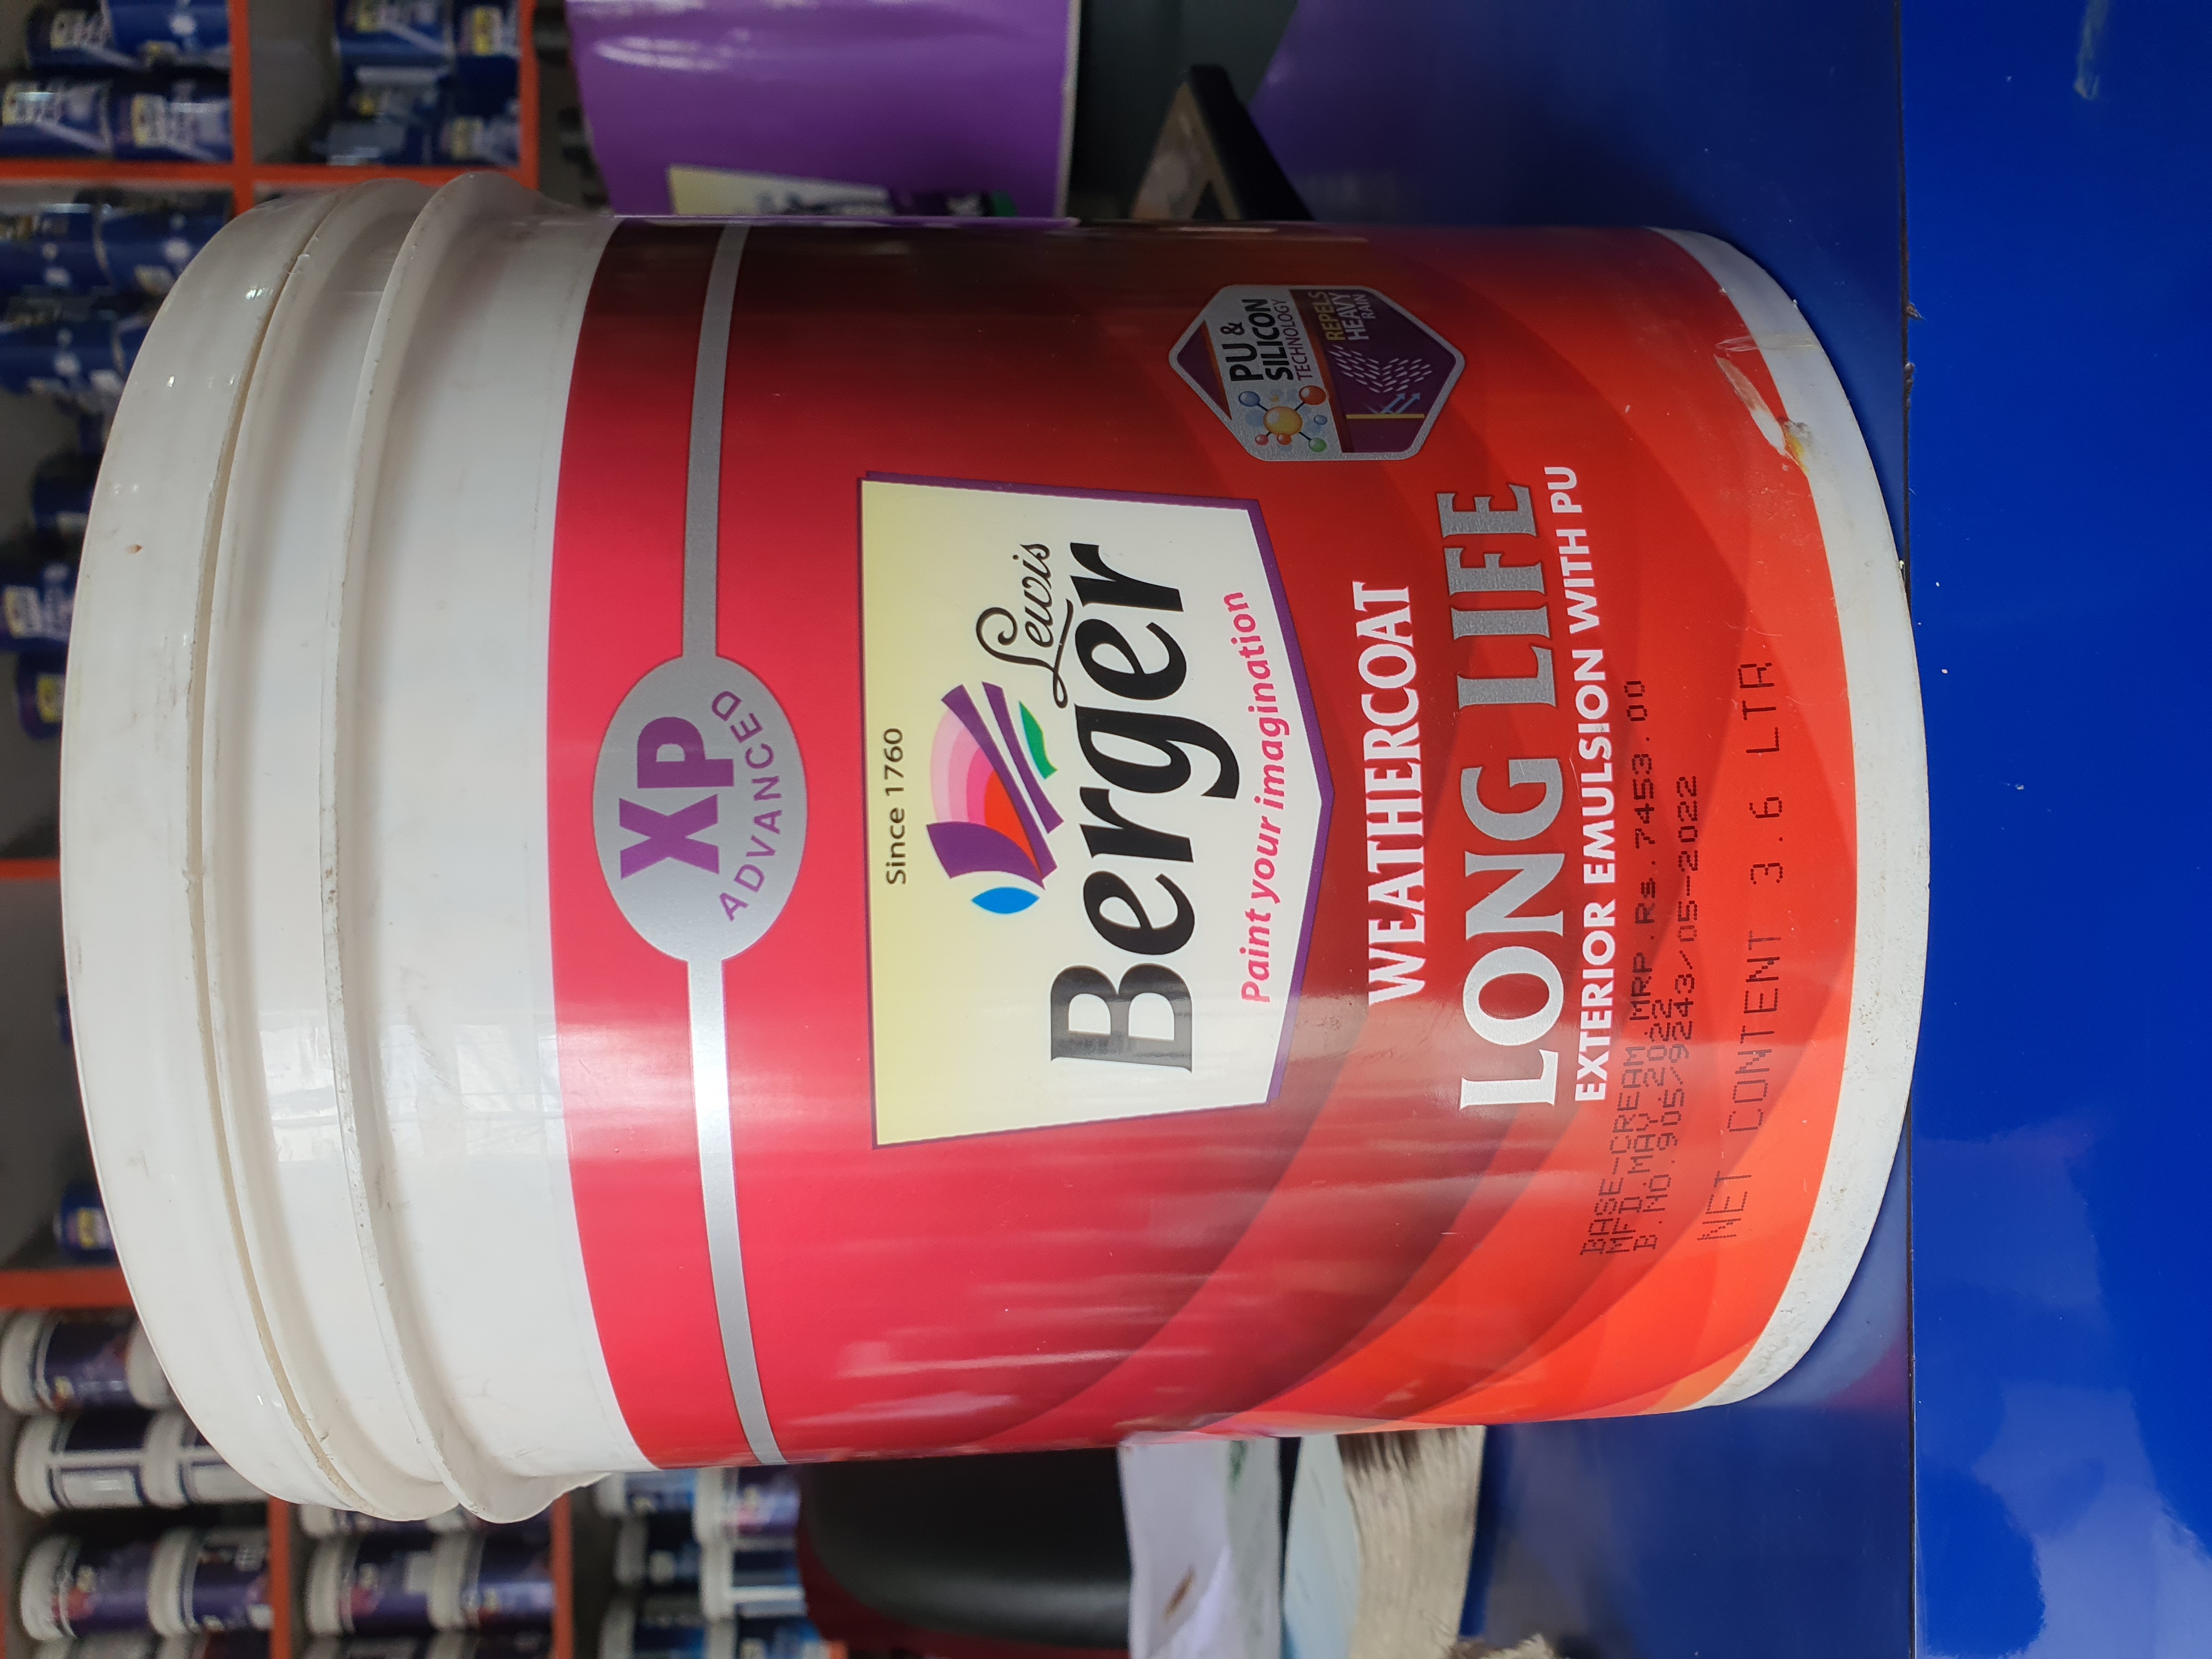 XP
ADVANCED
Since 1760
Lewis
Berger
Paint your imagination
PU &
SILICON
TECHNOLOGY
REPELS
HEAVY
RAIN
WEATHERCOAT
LONG LIFE
EXTERIOR EMULSION WITH PU
BASE-CREAM.MRP.Rs.7453.00
MFD.MAY 2022
B.NO.905/9243/05-2022
NET CONTENT 3.6 LTR